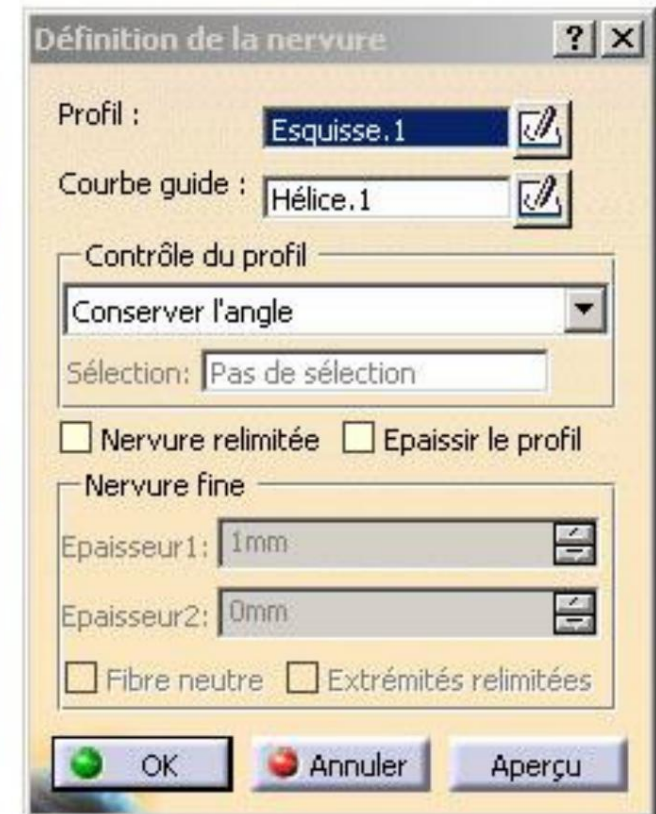 Définition de la nervure
Profil : Esquisse.1
Courbe guide : Hélice.1
Contrôle du profil
Conserver l'angle
Sélection: Pas de sélection
Nervure relimitée Epaissir le profil
Nervure fine
Epaisseur1: 1mm
Epaisseur2: 0mm
Fibre neutre Extrémités relimitées
OK Annuler Aperçu